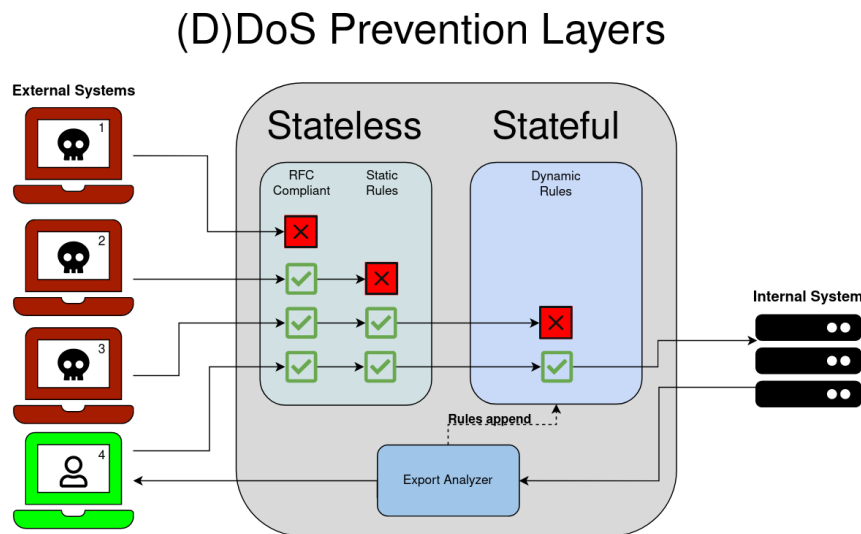 (D)DoS Prevention Layers
External Systems
1
2
3
4
Stateless
Stateful
RFC
Compliant
Static
Rules
Dynamic
Rules
Rules append
Export Analyzer
Internal System